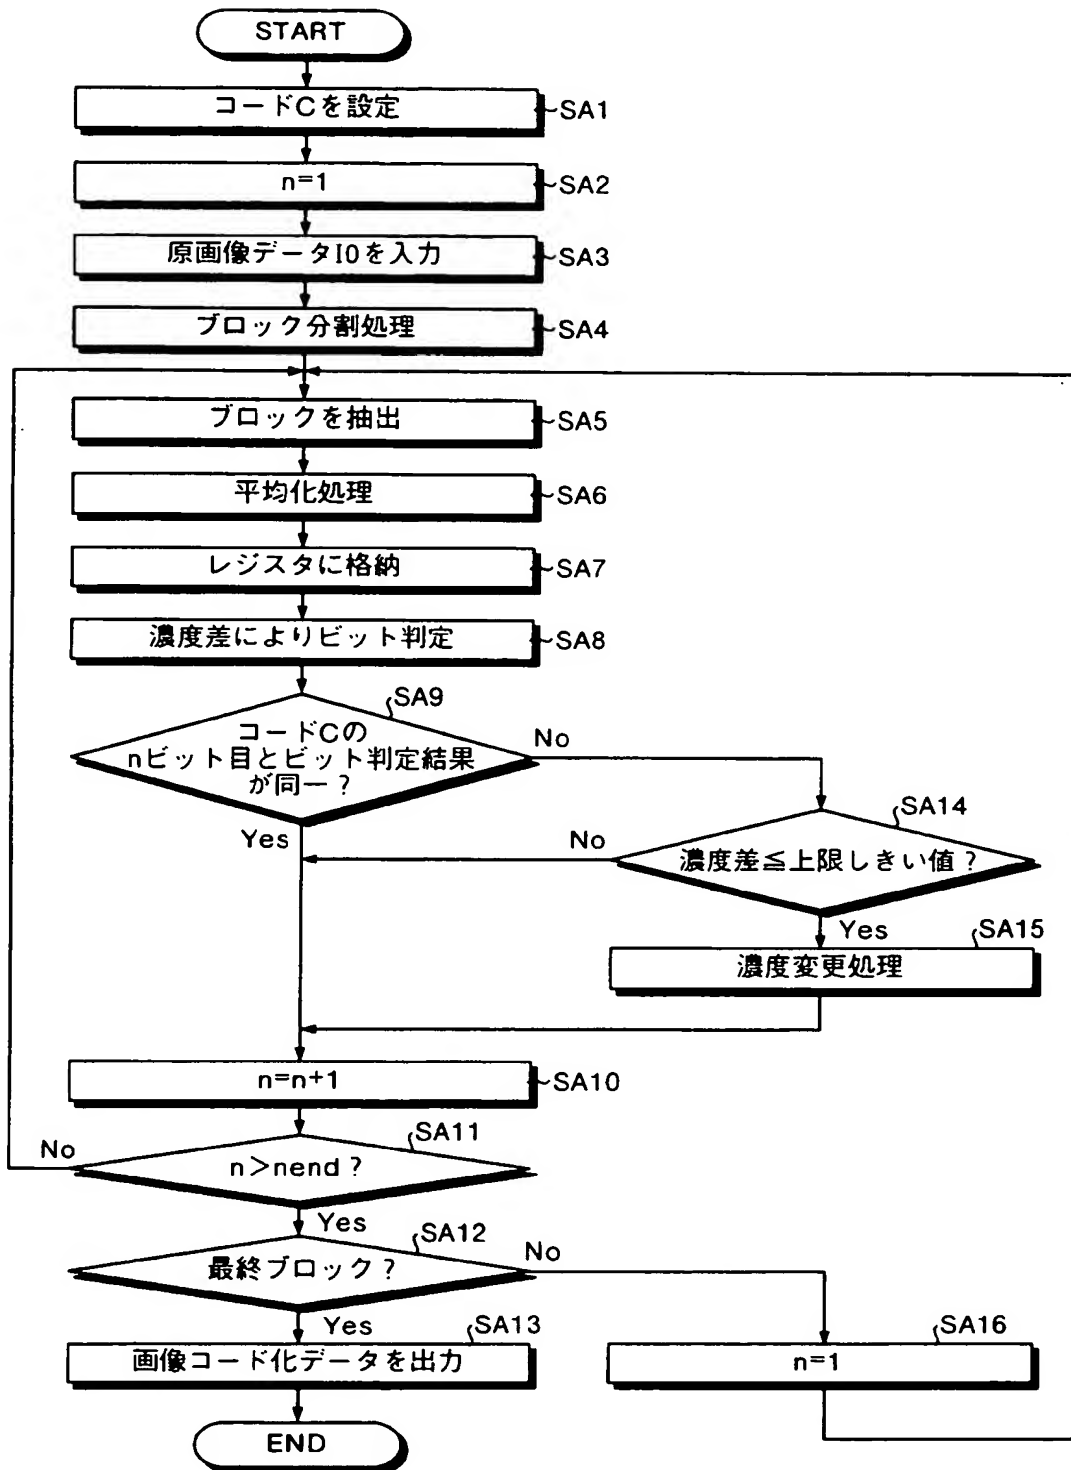 START
コードCを設定
SA1
n=1
SA2
原画像データI0を入力
SA3
ブロック分割処理
SA4
ブロックを抽出
SA5
平均化処理
SA6
レジスタに格納
SA7
濃度差によりビット判定
SA8
SA9
コードCの
nビット目とビット判定結果
が同一?
No
Yes
SA14
濃度差≦上限しきい値?
No
Yes
SA15
濃度変更処理
n=n+1
SA10
SA11
n>nend?
No
Yes
SA12
最終ブロック?
No
Yes
SA13
画像コード化データを出力
SA16
n=1
END